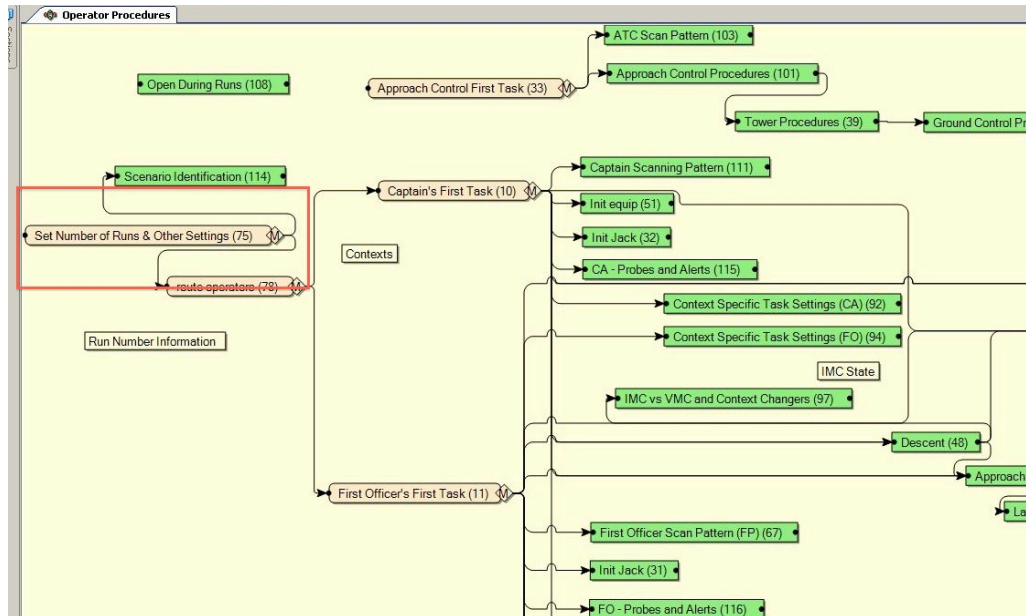 Operator Procedures
ATC Scan Pattern (103)
Open During Runs (108)
Approach Control First Task (33)
M
Approach Control Procedures (101)
Tower Procedures (39)
Ground Control Pr
Scenario Identification (114)
Captain's First Task (10)
M
Captain Scanning Pattern (111)
Init equip (51)
Set Number of Runs & Other Settings (75)
M
Init Jack (32)
Contexts
CA - Probes and Alerts (115)
route operators (78)
M
Context Specific Task Settings (CA) (92)
Run Number Information
Context Specific Task Settings (FO) (94)
IMC State
IMC vs VMC and Context Changers (97)
Descent (48)
Approach
First Officer's First Task (11)
M
La
First Officer Scan Pattern (FP) (67)
Init Jack (31)
FO - Probes and Alerts (116)